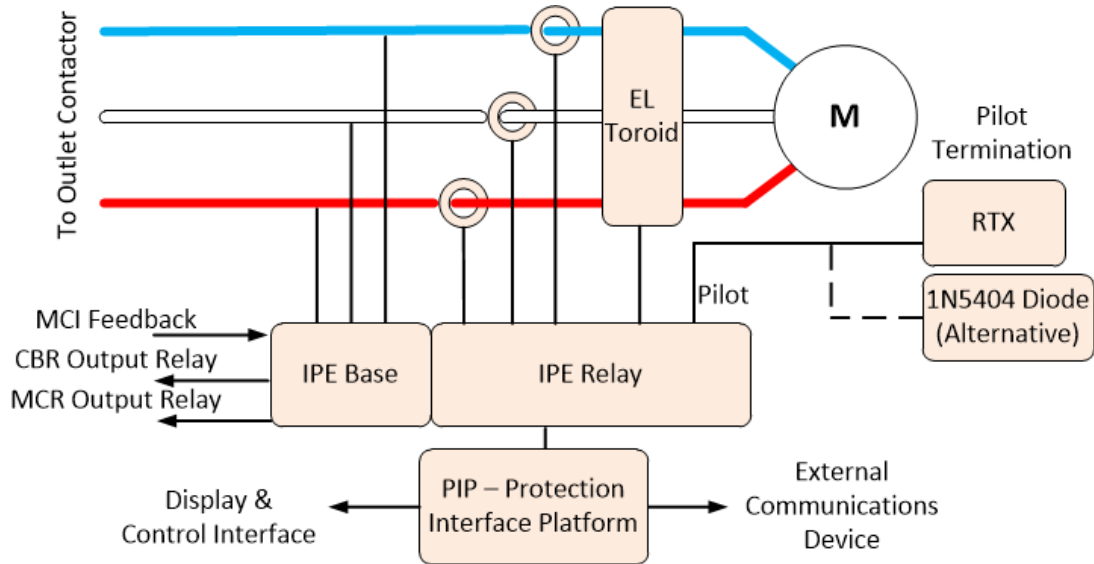 To Outlet Contactor
EL
Toroid
M
Pilot
Termination
RTX
1N5404 Diode
(Alternative)
Pilot
MCI Feedback
CBR Output Relay
MCR Output Relay
IPE Base
IPE Relay
PIP – Protection
Interface Platform
Display &
Control Interface
External
Communications
Device